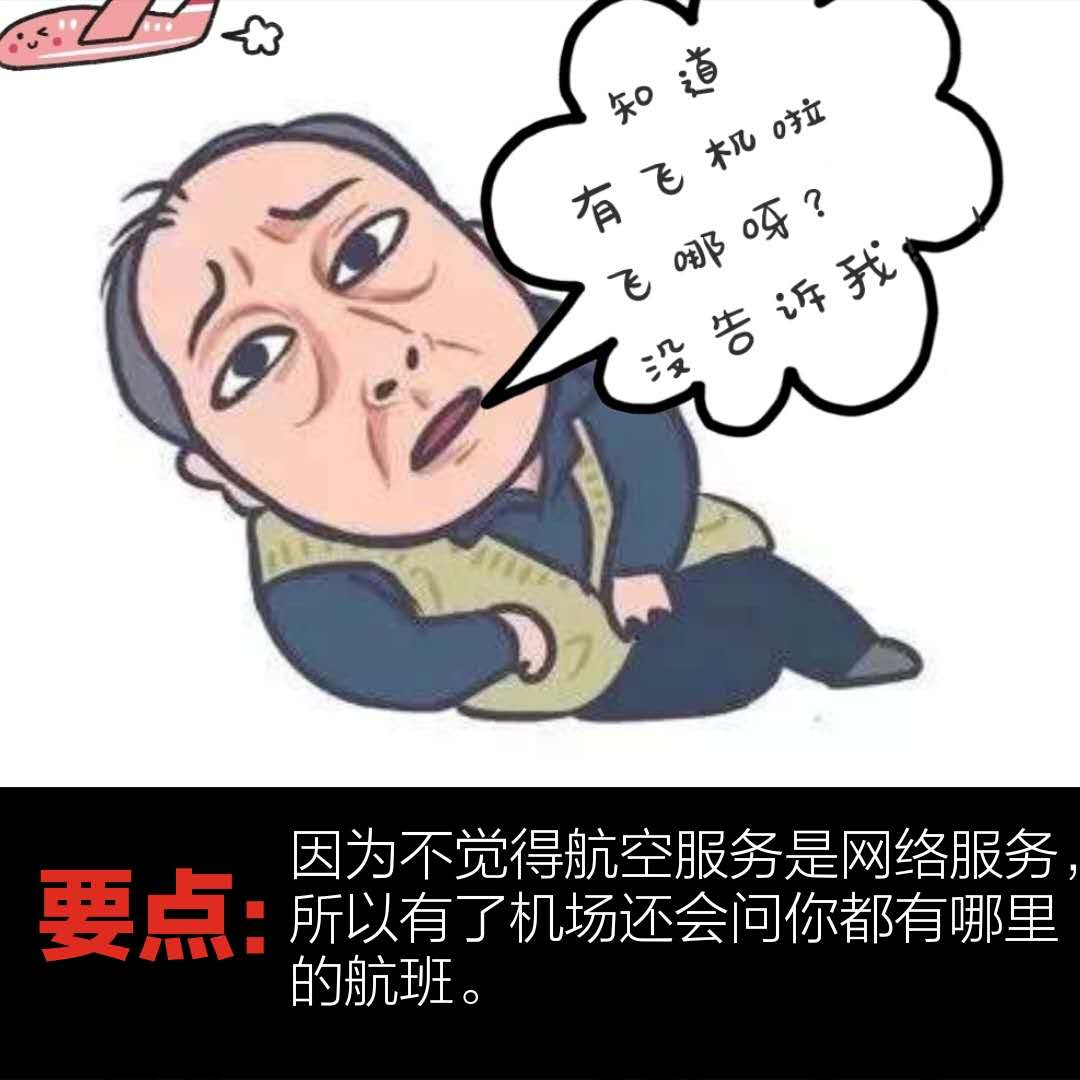 知道
有飞机啦
飞哪呀?
没告诉我!
要点:
因为不觉得航空服务是网络服务,
所以有了机场还会问你都有哪里
的航班。